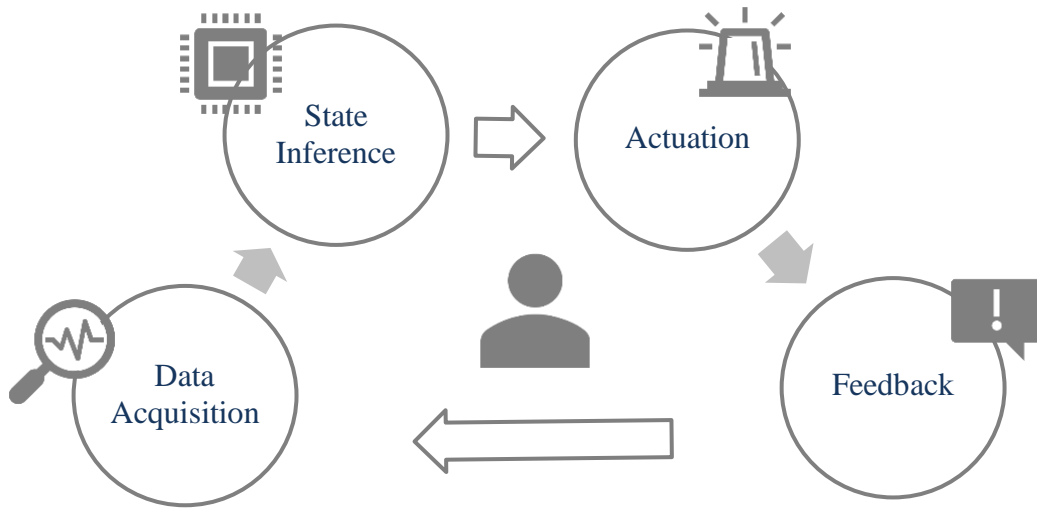 State
Inference
Actuation
Data
Acquisition
Feedback